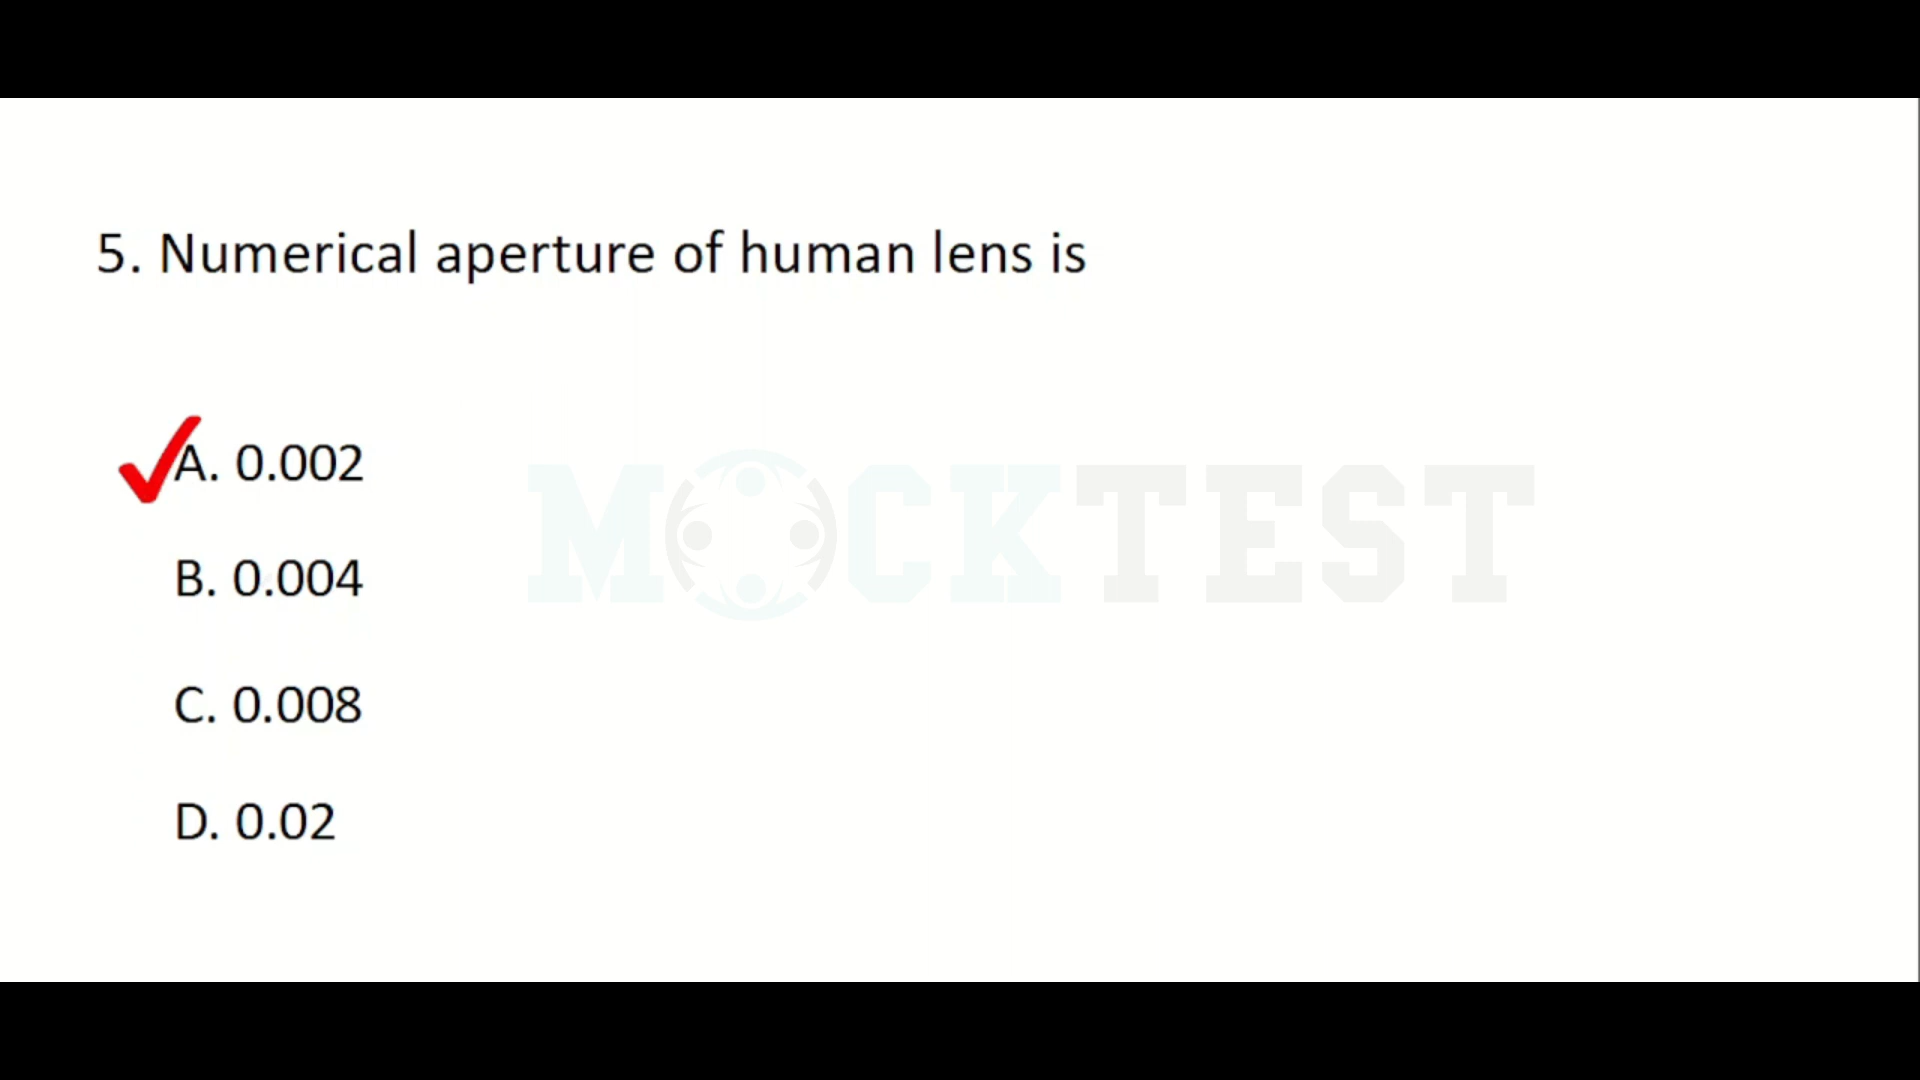 5. Numerical aperture of human lens is
A. 0.002
MOCKTEST
B. 0.004
C. 0.008
D. 0.02